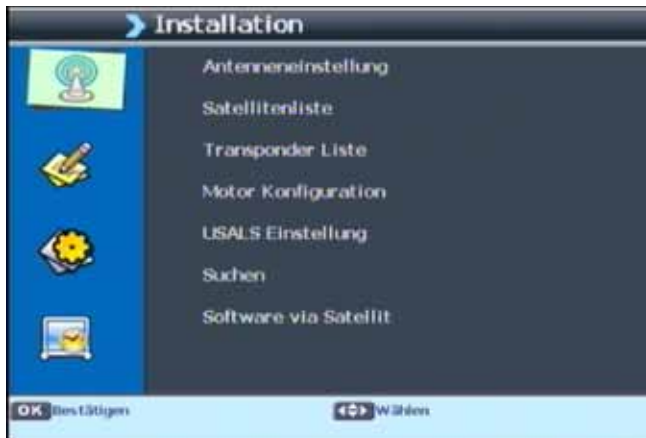 Installation
Antenneneinstellung
Satellitenliste
Transponder Liste
Motor Konfiguration
USALS Einstellung
Suchen
Software via Satellit
OK Bestätigen
Wählen